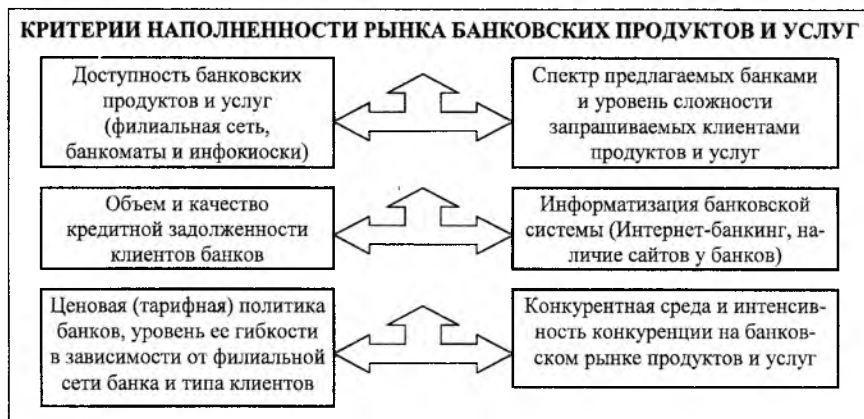 КРИТЕРИИ НАПОЛНЕННОСТИ РЫНКА БАНКОВСКИХ ПРОДУКТОВ И УСЛУГ
Доступность банковских
продуктов и услуг
(филиальная сеть,
банкоматы и инфокиоски)
Спектр предлагаемых банками
и уровень сложности
запрашиваемых клиентами
продуктов и услуг
Объем и качество
кредитной задолженности
клиентов банков
Информатизация банковской
системы (Интернет-банкинг, на-
личие сайтов у банков)
Ценовая (тарифная) политика
банков, уровень ее гибкости
в зависимости от филиальной
сети банка и типа клиентов
Конкурентная среда и интенсив-
ность конкуренции на банков-
ском рынке продуктов и услуг